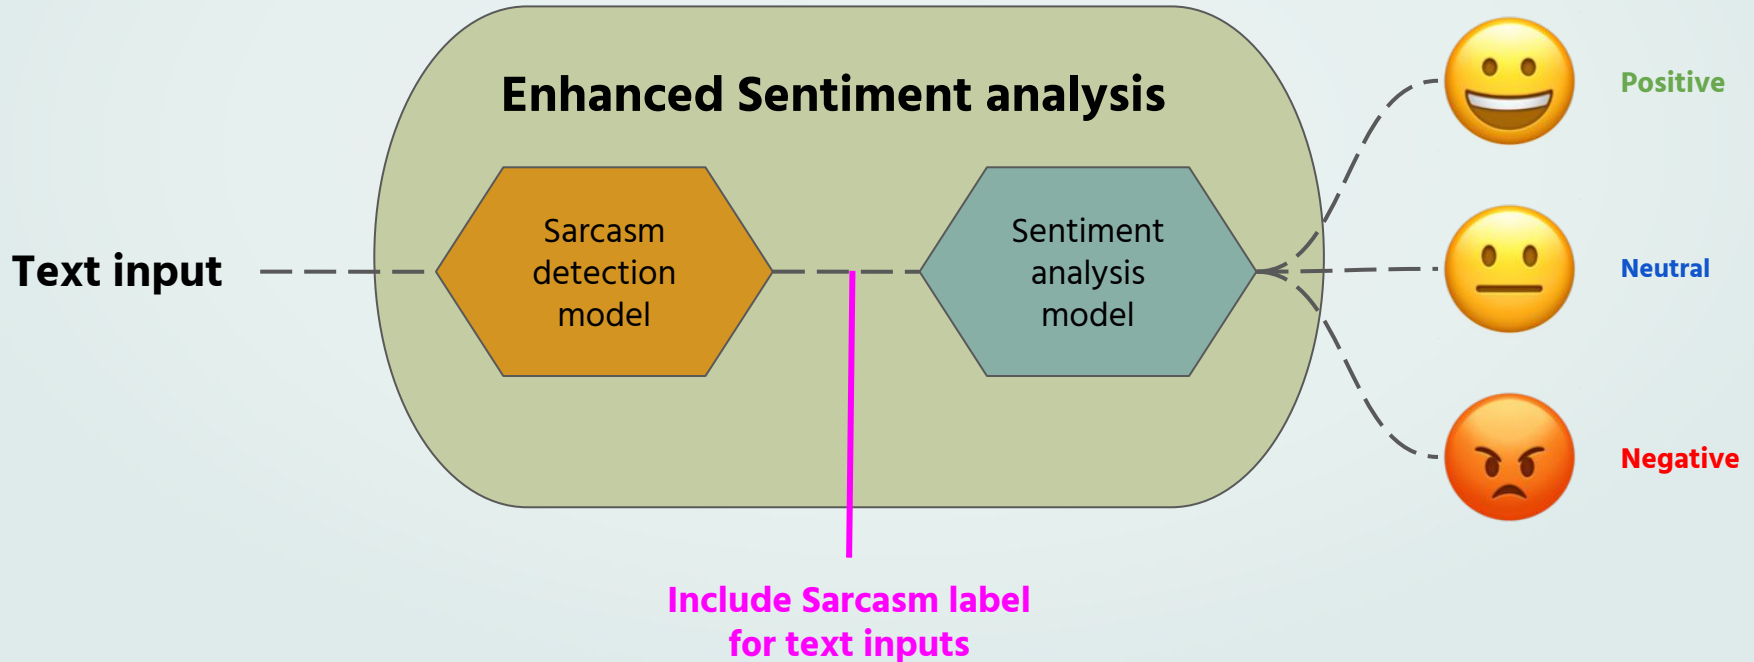 Enhanced Sentiment analysis
Text input
Sarcasm
detection
model
Sentiment
analysis
model
Positive
Neutral
Negative
Include Sarcasm label
for text inputs